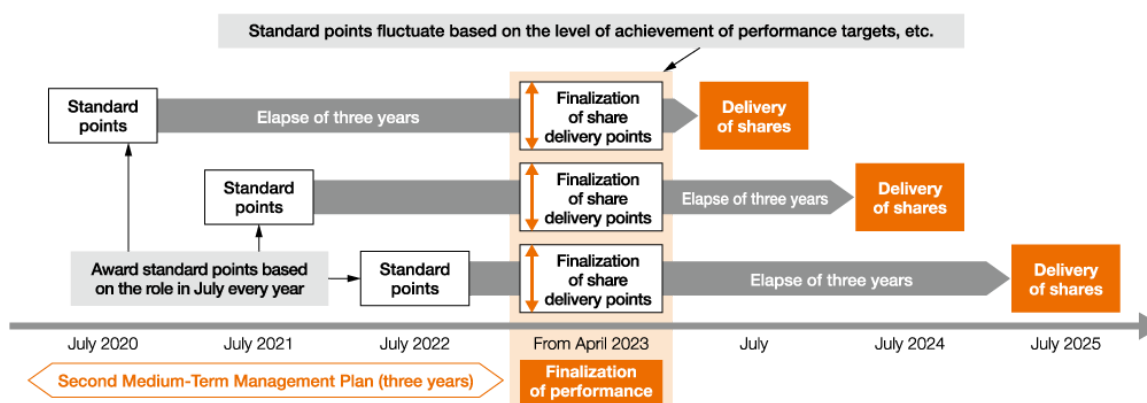 Standard points fluctuate based on the level of achievement of performance targets, etc.
Standard
points
Elapse of three years
Finalization
of share
delivery points
Delivery
of shares
Standard
points
Finalization
of share
delivery points
Elapse of three years
Delivery
of shares
Award standard points based
on the role in July every year
Standard
points
Finalization
of share
delivery points
Elapse of three years
Delivery
of shares
July 2020
July 2021
July 2022
From April 2023
July
July 2024
July 2025
Second Medium-Term Management Plan (three years)
Finalization
of performance